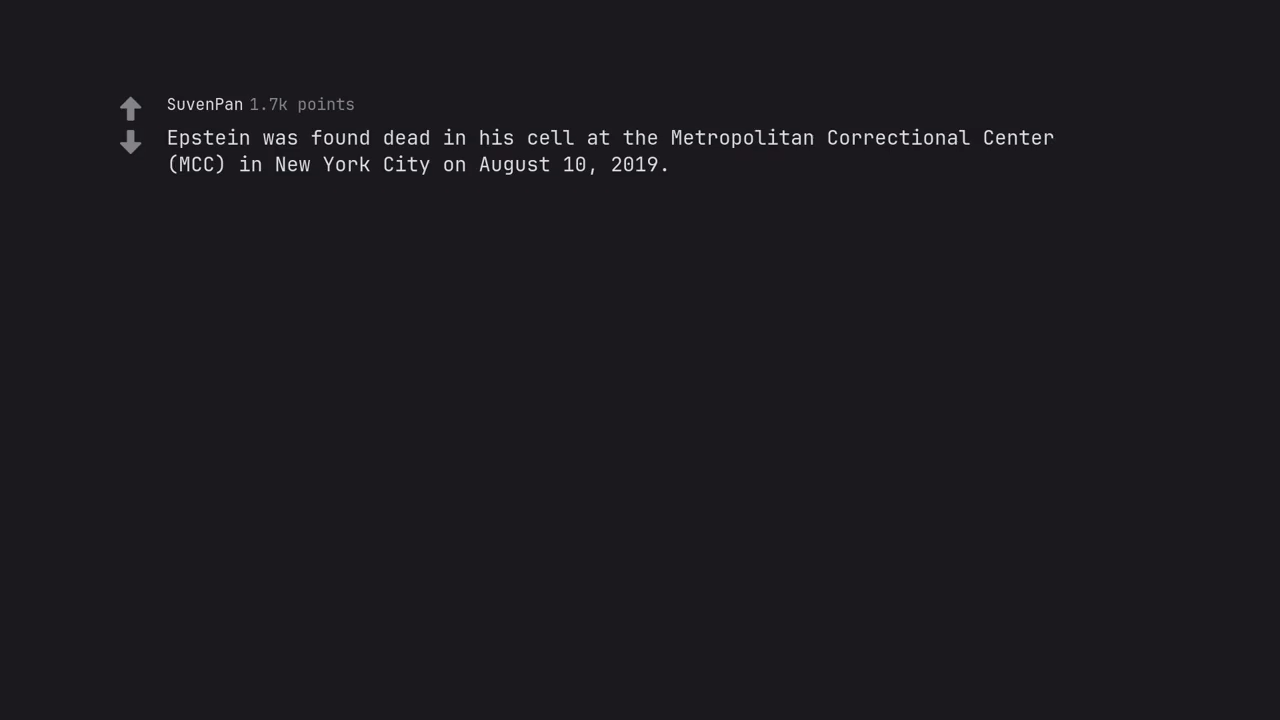 SuvenPan 1.7k points
Epstein was found dead in his cell at the Metropolitan Correctional Center
(MCC) in New York City on August 10, 2019.